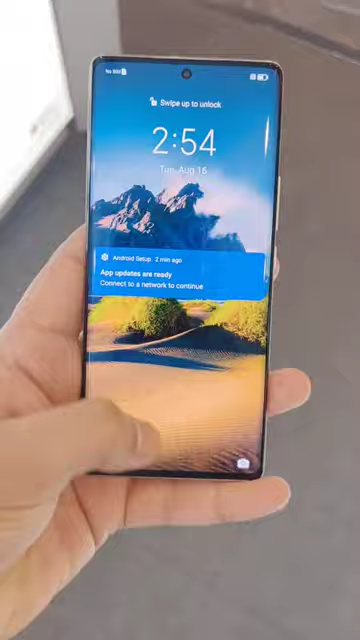 No SIM
Swipe up to unlock
2:54
Tue, Aug 16
Android Setup 2 min ago
App updates are ready
Connect to a network to continue